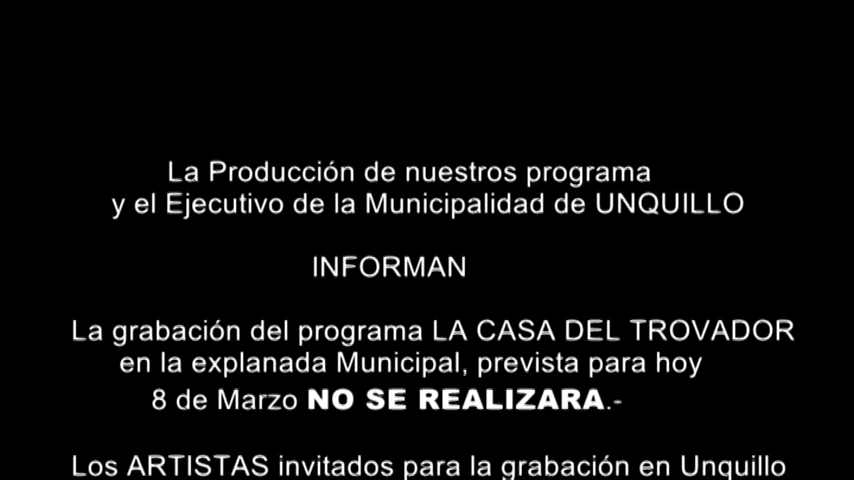 La Producción de nuestros programa
y el Ejecutivo de la Municipalidad de UNQUILLO
INFORMAN
La grabación del programa LA CASA DEL TROVADOR
en la explanada Municipal, prevista para hoy
8 de Marzo NO SE REALIZARA.-
Los ARTISTAS invitados para la grabación en Unquillo